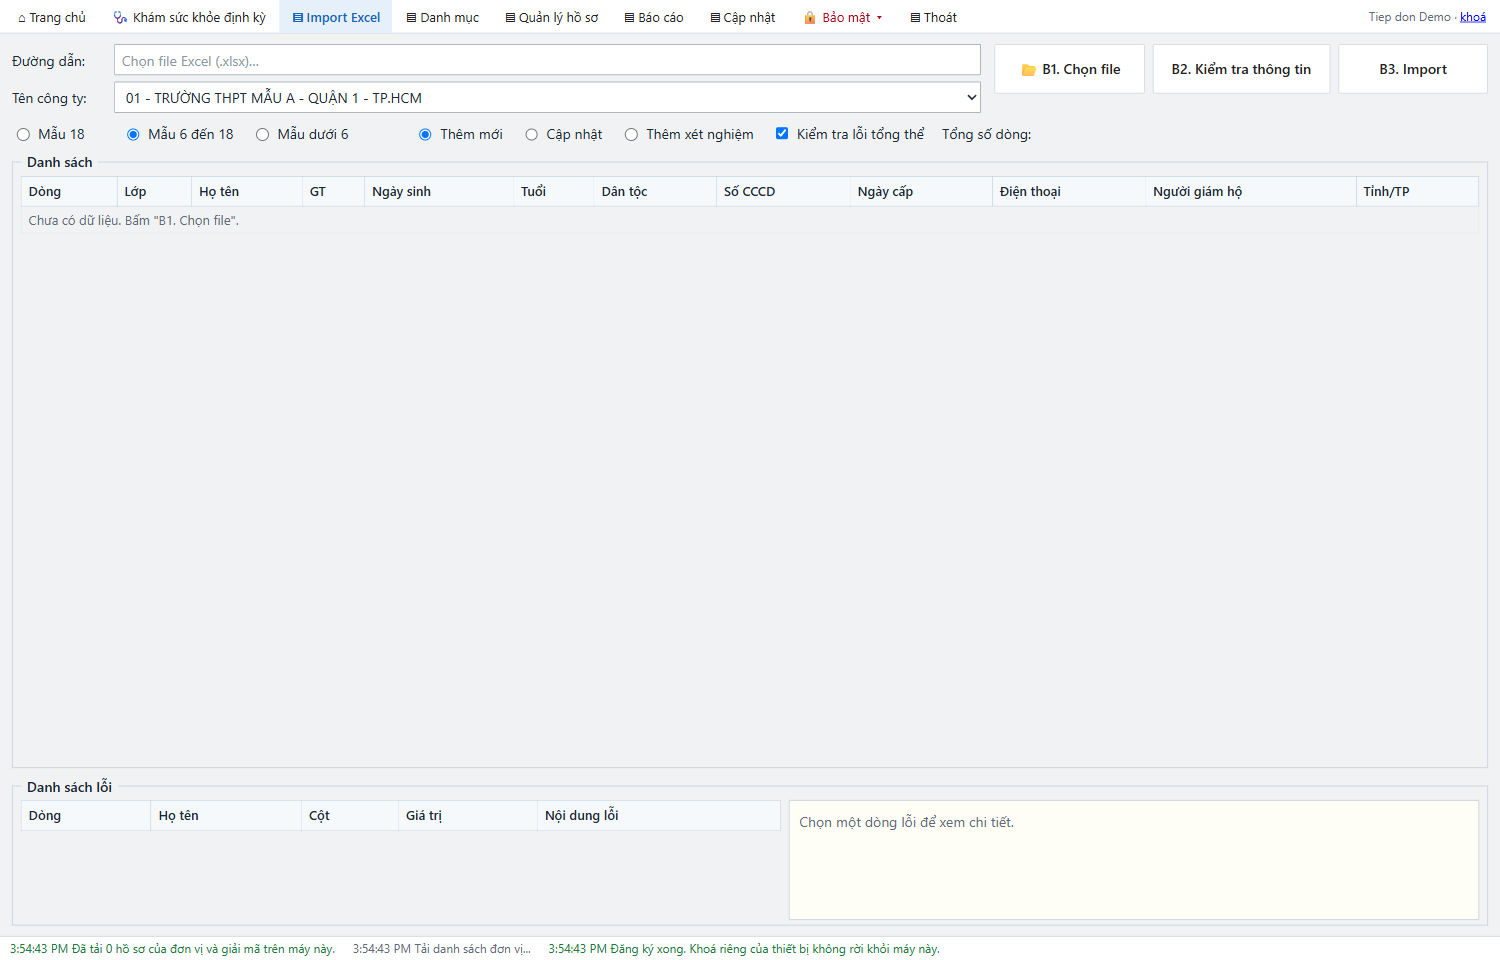 Trang chủ Khám sức khỏe định kỳ Import Excel Danh mục Quản lý hồ sơ Báo cáo Cập nhật Bảo mật Thoát Tiep don Demo · khoá
Đường dẫn: Chọn file Excel (.xlsx)... B1. Chọn file B2. Kiểm tra thông tin B3. Import
Tên công ty: 01 - TRƯỜNG THPT MẪU A - QUẬN 1 - TP.HCM
Mẫu 18 Mẫu 6 đến 18 Mẫu dưới 6 Thêm mới Cập nhật Thêm xét nghiệm Kiểm tra lỗi tổng thể Tổng số dòng:
Danh sách
Dòng Lớp Họ tên GT Ngày sinh Tuổi Dân tộc Số CCCD Ngày cấp Điện thoại Người giám hộ Tỉnh/TP
Chưa có dữ liệu. Bấm "B1. Chọn file".
Danh sách lỗi
Dòng Họ tên Cột Giá trị Nội dung lỗi
Chọn một dòng lỗi để xem chi tiết.
3:54:43 PM Đã tải 0 hồ sơ của đơn vị và giải mã trên máy này. 3:54:43 PM Tải danh sách đơn vị... 3:54:43 PM Đăng ký xong. Khoá riêng của thiết bị không rời khỏi máy này.